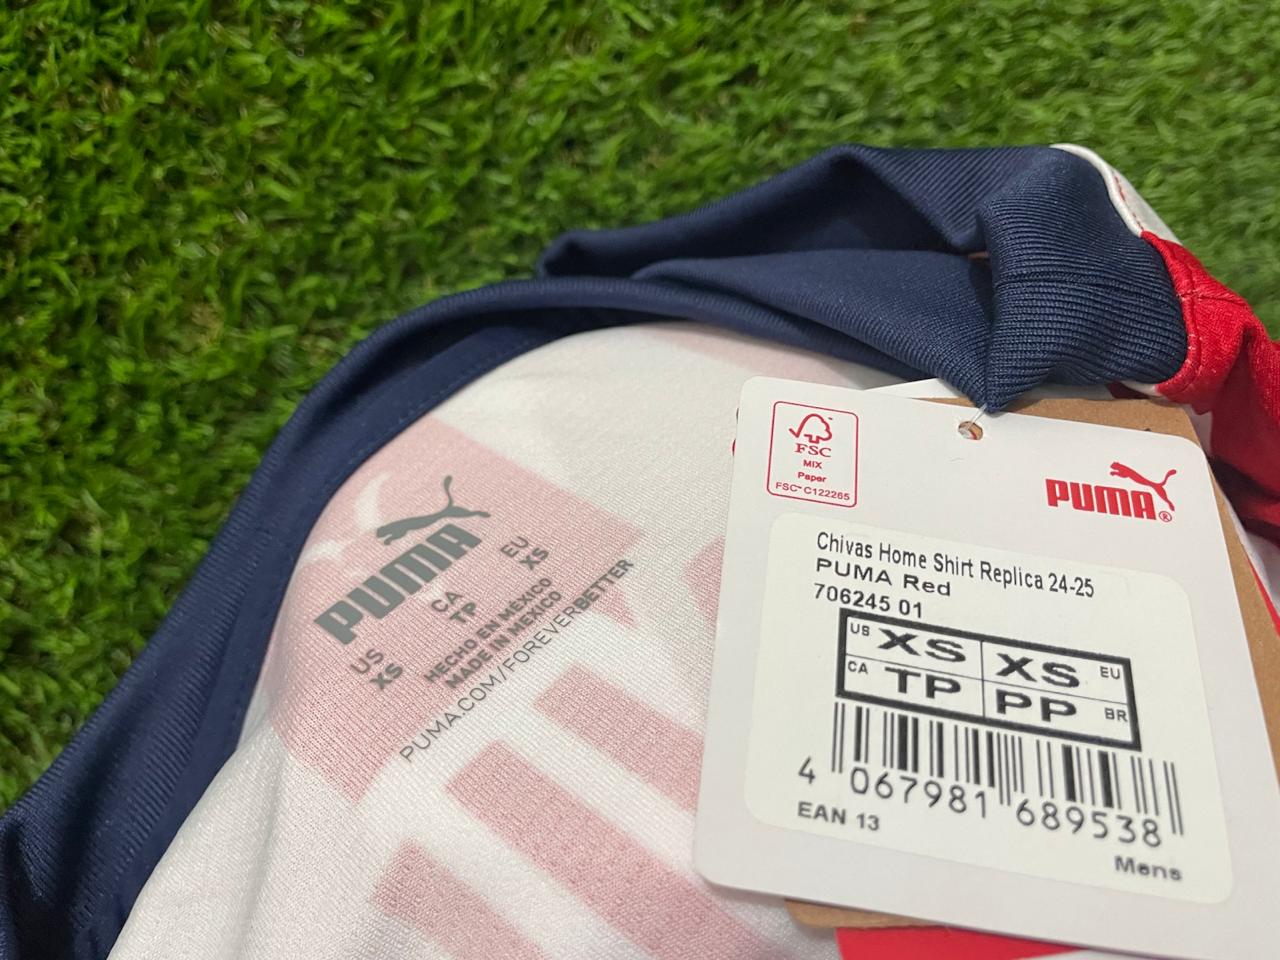 PUMA
US
XS
CA
TP
EU
XS
HECHO EN MÉXICO
MADE IN MEXICO
PUMA.COM/FOREVERBETTER
FSC
MIX
Paper
FSC™ C122265
PUMA®
Chivas Home Shirt Replica 24-25
PUMA Red
706245 01
US XS XS EU
CA TP PP BR
4 067981 689538
EAN 13
Mens